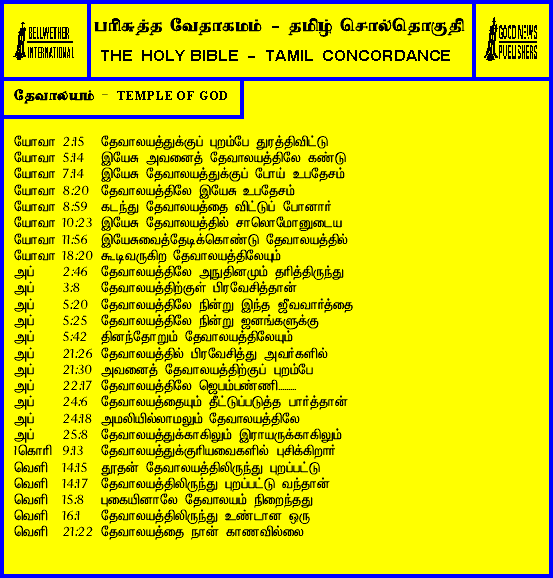 BELLWETHER
INTERNATIONAL
பரிசுத்த வேதாகமம் - தமிழ் சொல்தொகுதி
THE HOLY BIBLE - TAMIL CONCORDANCE
GOOD NEWS
PUBLISHERS
தேவாலயம் - TEMPLE OF GOD
யோவா 2:15 தேவாலயத்துக்குப் புறம்பே துரத்திவிட்டு
யோவா 5:14 இயேசு அவனைத் தேவாலயத்திலே கண்டு
யோவா 7:14 இயேசு தேவாலயத்துக்குப் போய் உபதேசம்
யோவா 8:20 தேவாலயத்திலே இயேசு உபதேசம்
யோவா 8:59 கடந்து தேவாலயத்தை விட்டுப் போனார்
யோவா 10:23 இயேசு தேவாலயத்தில் சாலொமோனுடைய
யோவா 11:56 இயேசுவைத்தேடிக்கொண்டு தேவாலயத்தில்
யோவா 18:20 கூடிவருகிற தேவாலயத்திலேயும்
அப் 2:46 தேவாலயத்திலே அநுதினமும் தரித்திருந்து
அப் 3:8 தேவாலயத்திற்குள் பிரவேசித்தான்
அப் 5:20 தேவாலயத்திலே நின்று இந்த ஜீவவார்த்தை
அப் 5:25 தேவாலயத்திலே நின்று ஜனங்களுக்கு
அப் 5:42 தினந்தோறும் தேவாலயத்திலேயும்
அப் 21:26 தேவாலயத்தில் பிரவேசித்து அவர்களில்
அப் 21:30 அவனைத் தேவாலயத்திற்குப் புறம்பே
அப் 22:17 தேவாலயத்திலே ஜெபம்பண்ணி.........
அப் 24:6 தேவாலயத்தையும் தீட்டுப்படுத்த பார்த்தான்
அப் 24:18 அமலியில்லாமலும் தேவாலயத்திலே
அப் 25:8 தேவாலயத்துக்காகிலும் இராயருக்காகிலும்
1கொரி 9:13 தேவாலயத்துக்குரியவைகளில் புசிக்கிறார்
வெளி 14:15 தூதன் தேவாலயத்திலிருந்து புறப்பட்டு
வெளி 14:17 தேவாலயத்திலிருந்து புறப்பட்டு வந்தான்
வெளி 15:8 புகையினாலே தேவாலயம் நிறைந்தது
வெளி 16:1 தேவாலயத்திலிருந்து உண்டான ஒரு
வெளி 21:22 தேவாலயத்தை நான் காணவில்லை